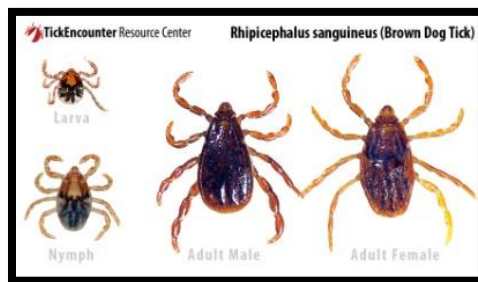 TickEncounter Resource Center
Rhipicephalus sanguineus (Brown Dog Tick)
Larva
Nymph
Adult Male
Adult Female